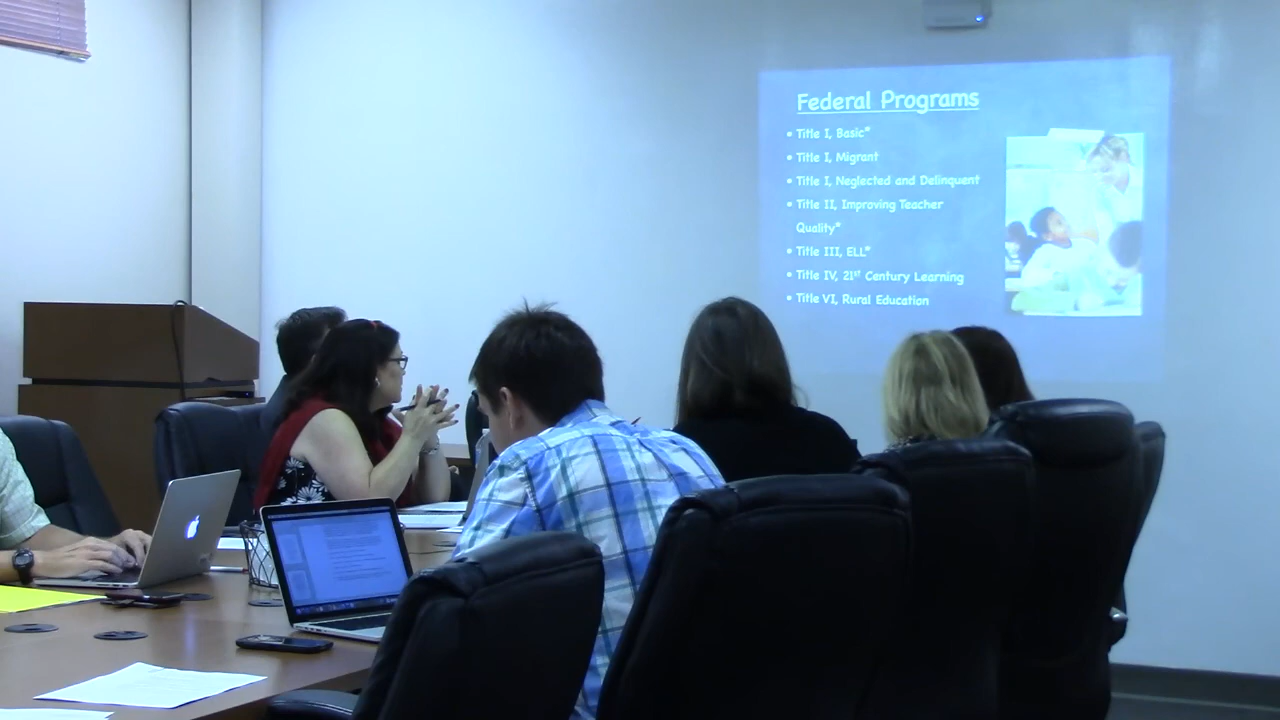 Federal Programs
• Title I, Basic*
• Title I, Migrant
• Title I, Neglected and Delinquent
• Title II, Improving Teacher
Quality*
• Title III, ELL*
• Title IV, 21st Century Learning
• Title VI, Rural Education